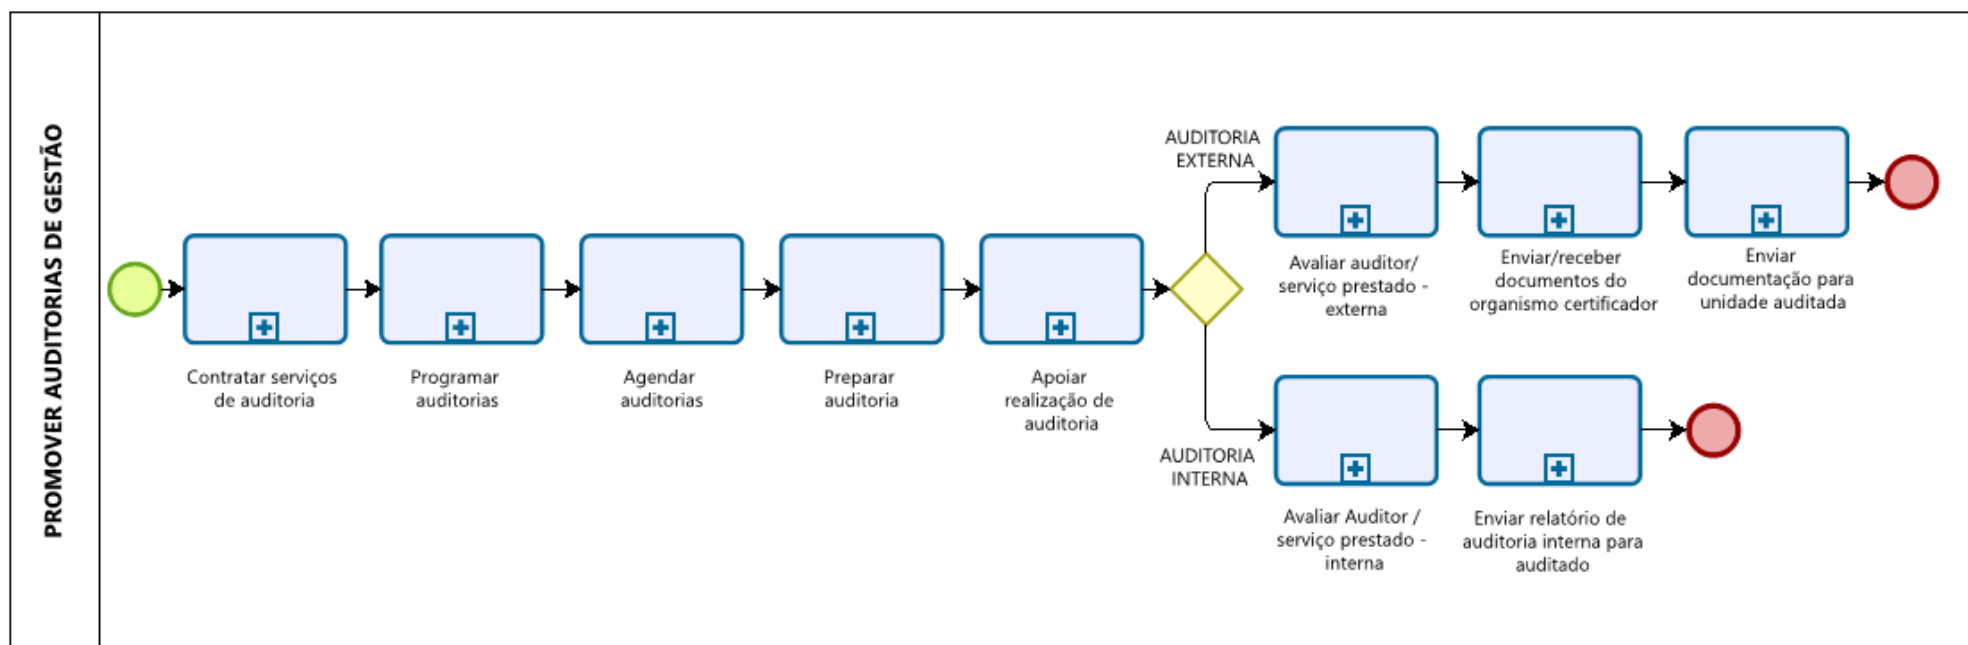 PROMOVER AUDITORIAS DE GESTÃO
Contratar serviços
de auditoria
Programar
auditorias
Agendar
auditorias
Preparar
auditoria
Apoiar
realização de
auditoria
AUDITORIA
EXTERNA
Avaliar auditor/
serviço prestado -
externa
Enviar/receber
documentos do
organismo certificador
Enviar
documentação para
unidade auditada
AUDITORIA
INTERNA
Avaliar Auditor /
serviço prestado -
interna
Enviar relatório de
auditoria interna para
auditado